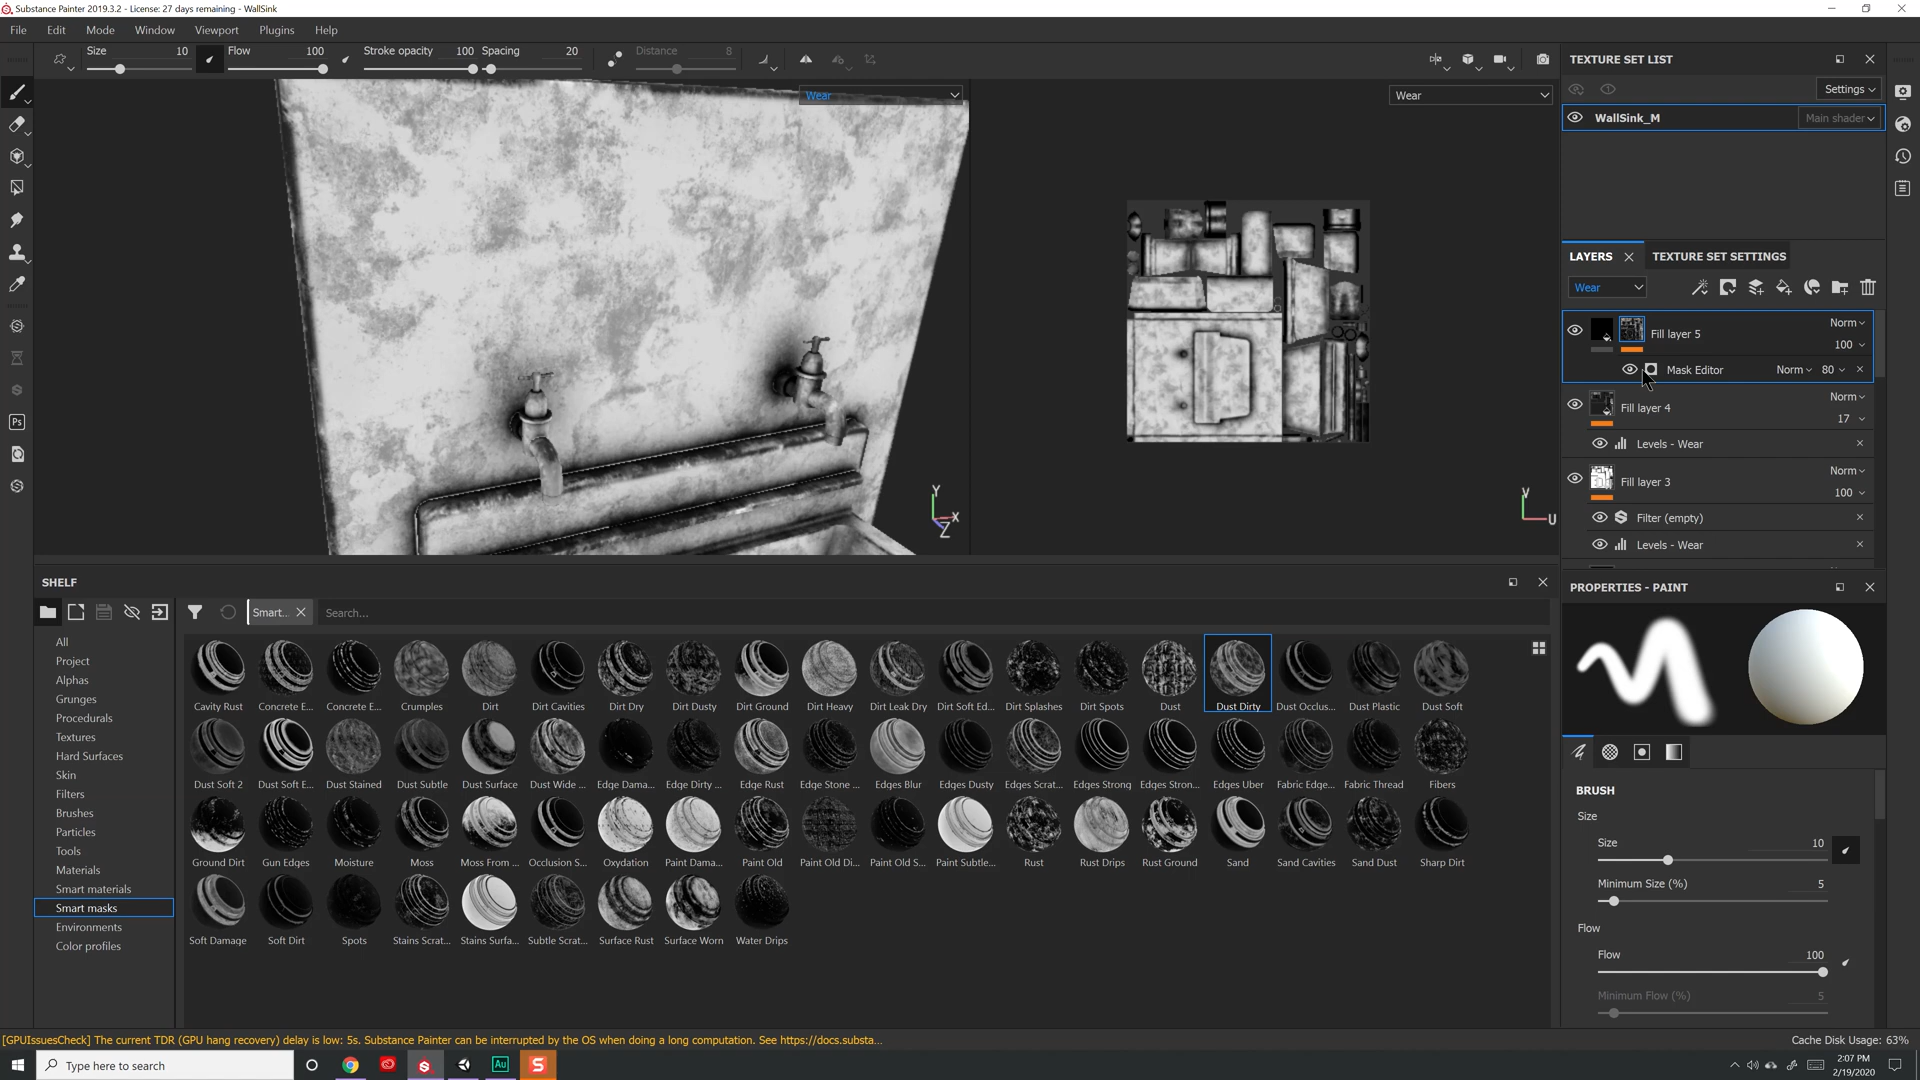 Substance Painter 2019.3.2 - License: 27 days remaining - WallSink
File Edit Mode Window Viewport Plugins Help
Size 10 Flow 100 Stroke opacity 100 Spacing 20 Distance 8
Wear
Wear
Y
X
Z
V
U
TEXTURE SET LIST
Settings
WallSink_M Main shader
LAYERS TEXTURE SET SETTINGS
Wear
Fill layer 5 Norm 100
Mask Editor Norm 80
Fill layer 4 Norm 17
Levels - Wear
Fill layer 3 Norm 100
Filter (empty)
Levels - Wear
SHELF
Smart... Search...
All
Project
Alphas
Grunges
Procedurals
Textures
Hard Surfaces
Skin
Filters
Brushes
Particles
Tools
Materials
Smart materials
Smart masks
Environments
Color profiles
Cavity Rust Concrete E... Concrete E... Crumples Dirt Dirt Cavities Dirt Dry Dirt Dusty Dirt Ground Dirt Heavy Dirt Leak Dry Dirt Soft Ed... Dirt Splashes Dirt Spots Dust Dust Dirty Dust Occlus... Dust Plastic Dust Soft
Dust Soft 2 Dust Soft E... Dust Stained Dust Subtle Dust Surface Dust Wide ... Edge Dama... Edge Dirty ... Edge Rust Edge Stone ... Edges Blur Edges Dusty Edges Scrat... Edges Strong Edges Stron... Edges Uber Fabric Edge... Fabric Thread Fibers
Ground Dirt Gun Edges Moisture Moss Moss From ... Occlusion S... Oxydation Paint Dama... Paint Old Paint Old Di... Paint Old S... Paint Subtle... Rust Rust Drips Rust Ground Sand Sand Cavities Sand Dust Sharp Dirt
Soft Damage Soft Dirt Spots Stains Scrat... Stains Surfa... Subtle Scrat... Surface Rust Surface Worn Water Drips
PROPERTIES - PAINT
BRUSH
Size
Size 10
Minimum Size (%) 5
Flow
Flow 100
Minimum Flow (%) 5
[GPUIssuesCheck] The current TDR (GPU hang recovery) delay is low: 5s. Substance Painter can be interrupted by the OS when doing a long computation. See https://docs.substa...
Cache Disk Usage: 63%
Type here to search
Ps
Au
S
2:07 PM
2/19/2020